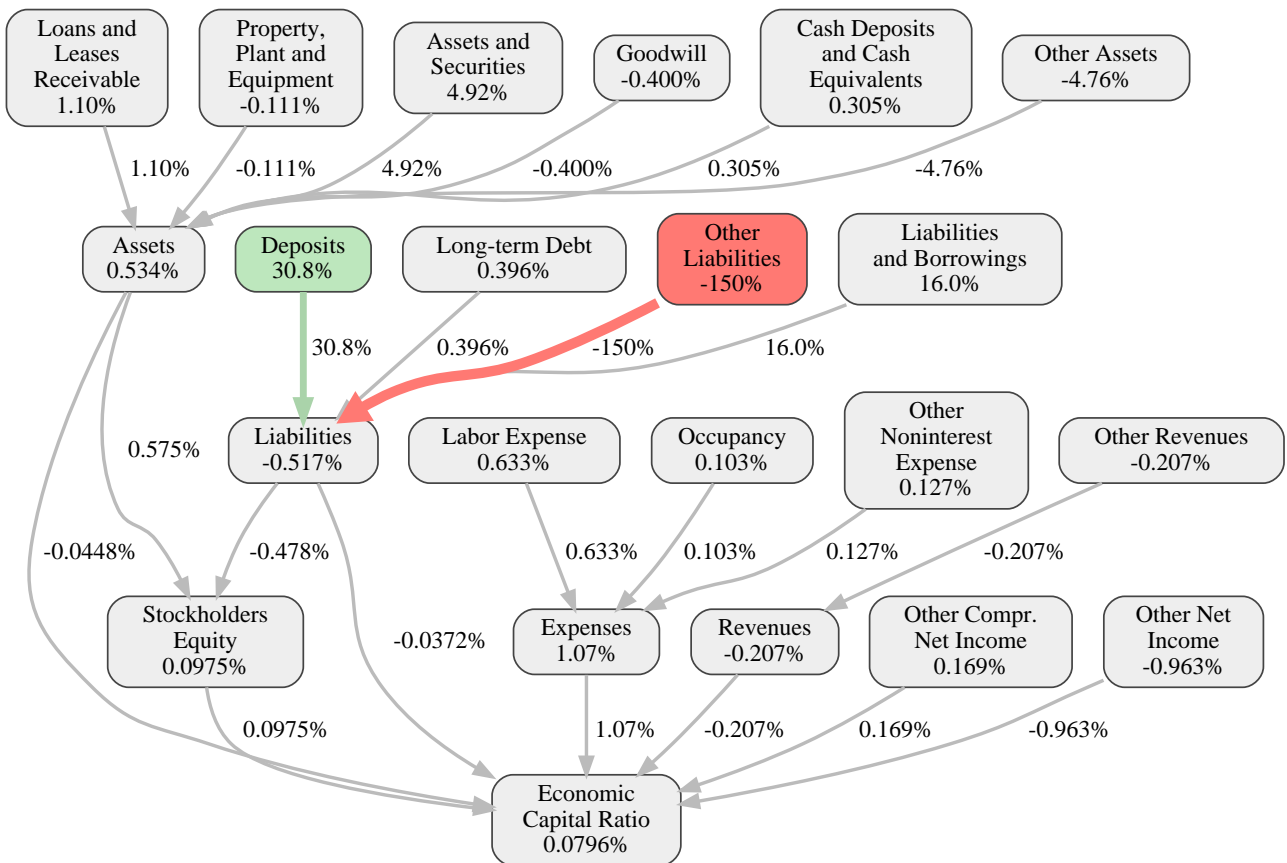 Loans and
Leases
Receivable
1.10%
Property,
Plant and
Equipment
-0.111%
Assets and
Securities
4.92%
Goodwill
-0.400%
Cash Deposits
and Cash
Equivalents
0.305%
Other Assets
-4.76%
1.10%
-0.111%
4.92%
-0.400%
0.305%
-4.76%
Assets
0.534%
Deposits
30.8%
Long-term Debt
0.396%
Other
Liabilities
-150%
Liabilities
and Borrowings
16.0%
30.8%
0.396%
-150%
16.0%
0.575%
Liabilities
-0.517%
Labor Expense
0.633%
Occupancy
0.103%
Other
Noninterest
Expense
0.127%
Other Revenues
-0.207%
-0.0448%
-0.478%
0.633%
0.103%
0.127%
-0.207%
Stockholders
Equity
0.0975%
-0.0372%
Expenses
1.07%
Revenues
-0.207%
Other Compr.
Net Income
0.169%
Other Net
Income
-0.963%
0.0975%
1.07%
-0.207%
0.169%
-0.963%
Economic
Capital Ratio
0.0796%